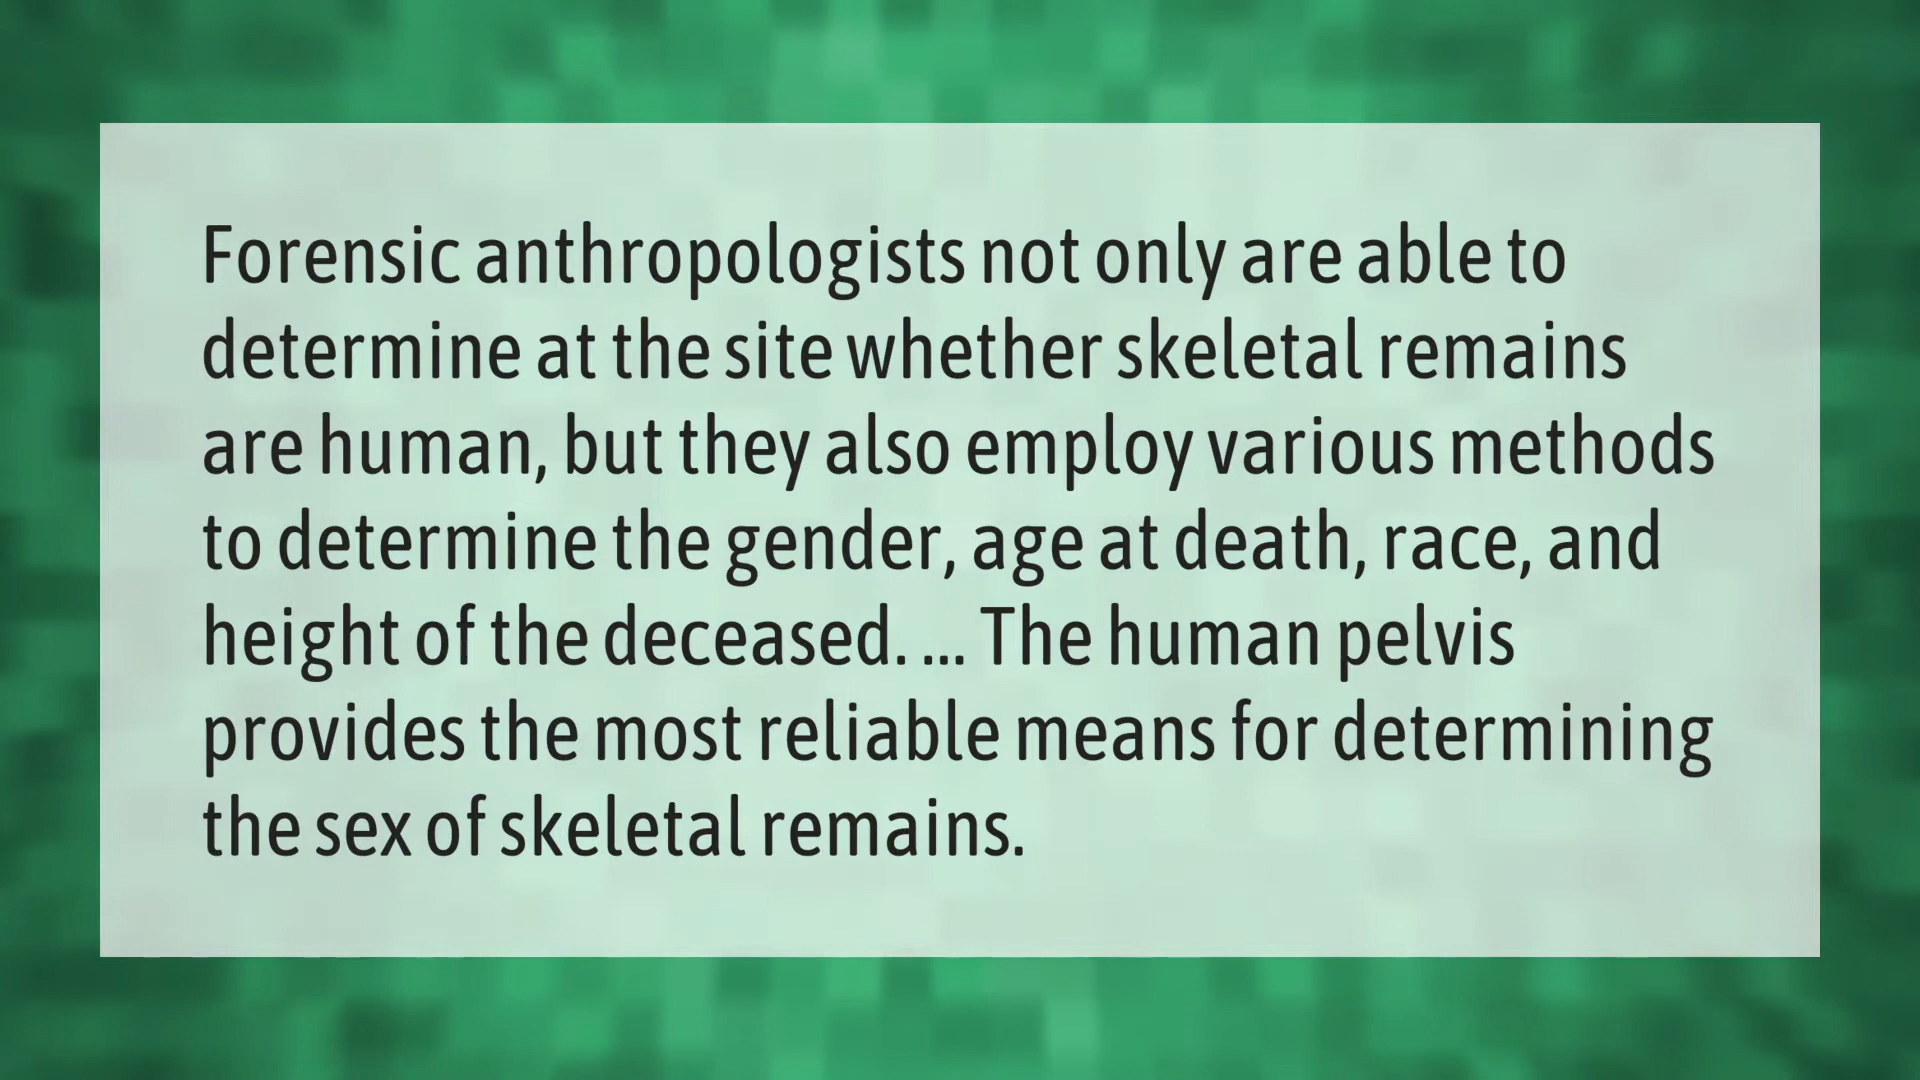 Forensic anthropologists not only are able to
determine at the site whether skeletal remains
are human, but they also employ various methods
to determine the gender, age at death, race, and
height of the deceased. ... The human pelvis
provides the most reliable means for determining
the sex of skeletal remains.